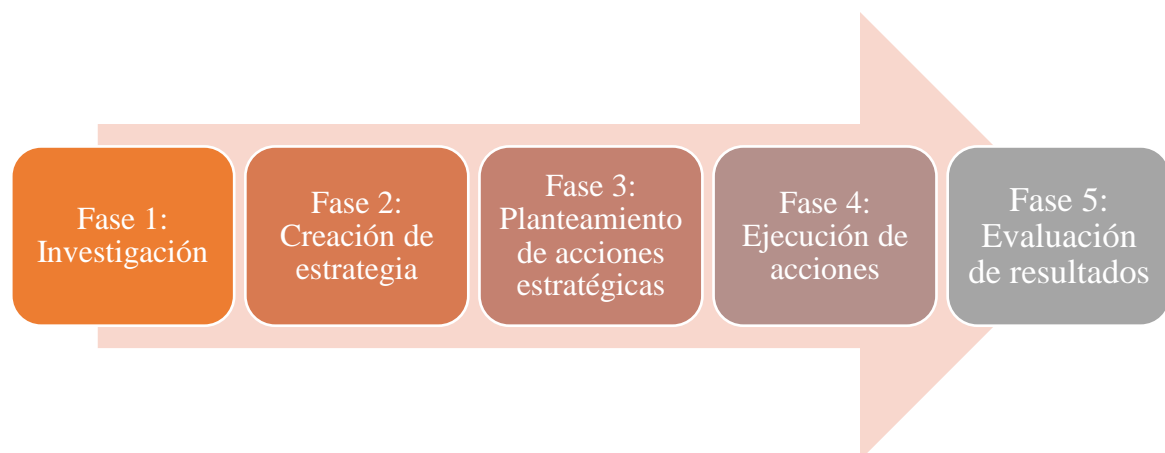 Fase 1:
Investigación
Fase 2:
Creación de
estrategia
Fase 3:
Planteamiento
de acciones
estratégicas
Fase 4:
Ejecución de
acciones
Fase 5:
Evaluación
de resultados